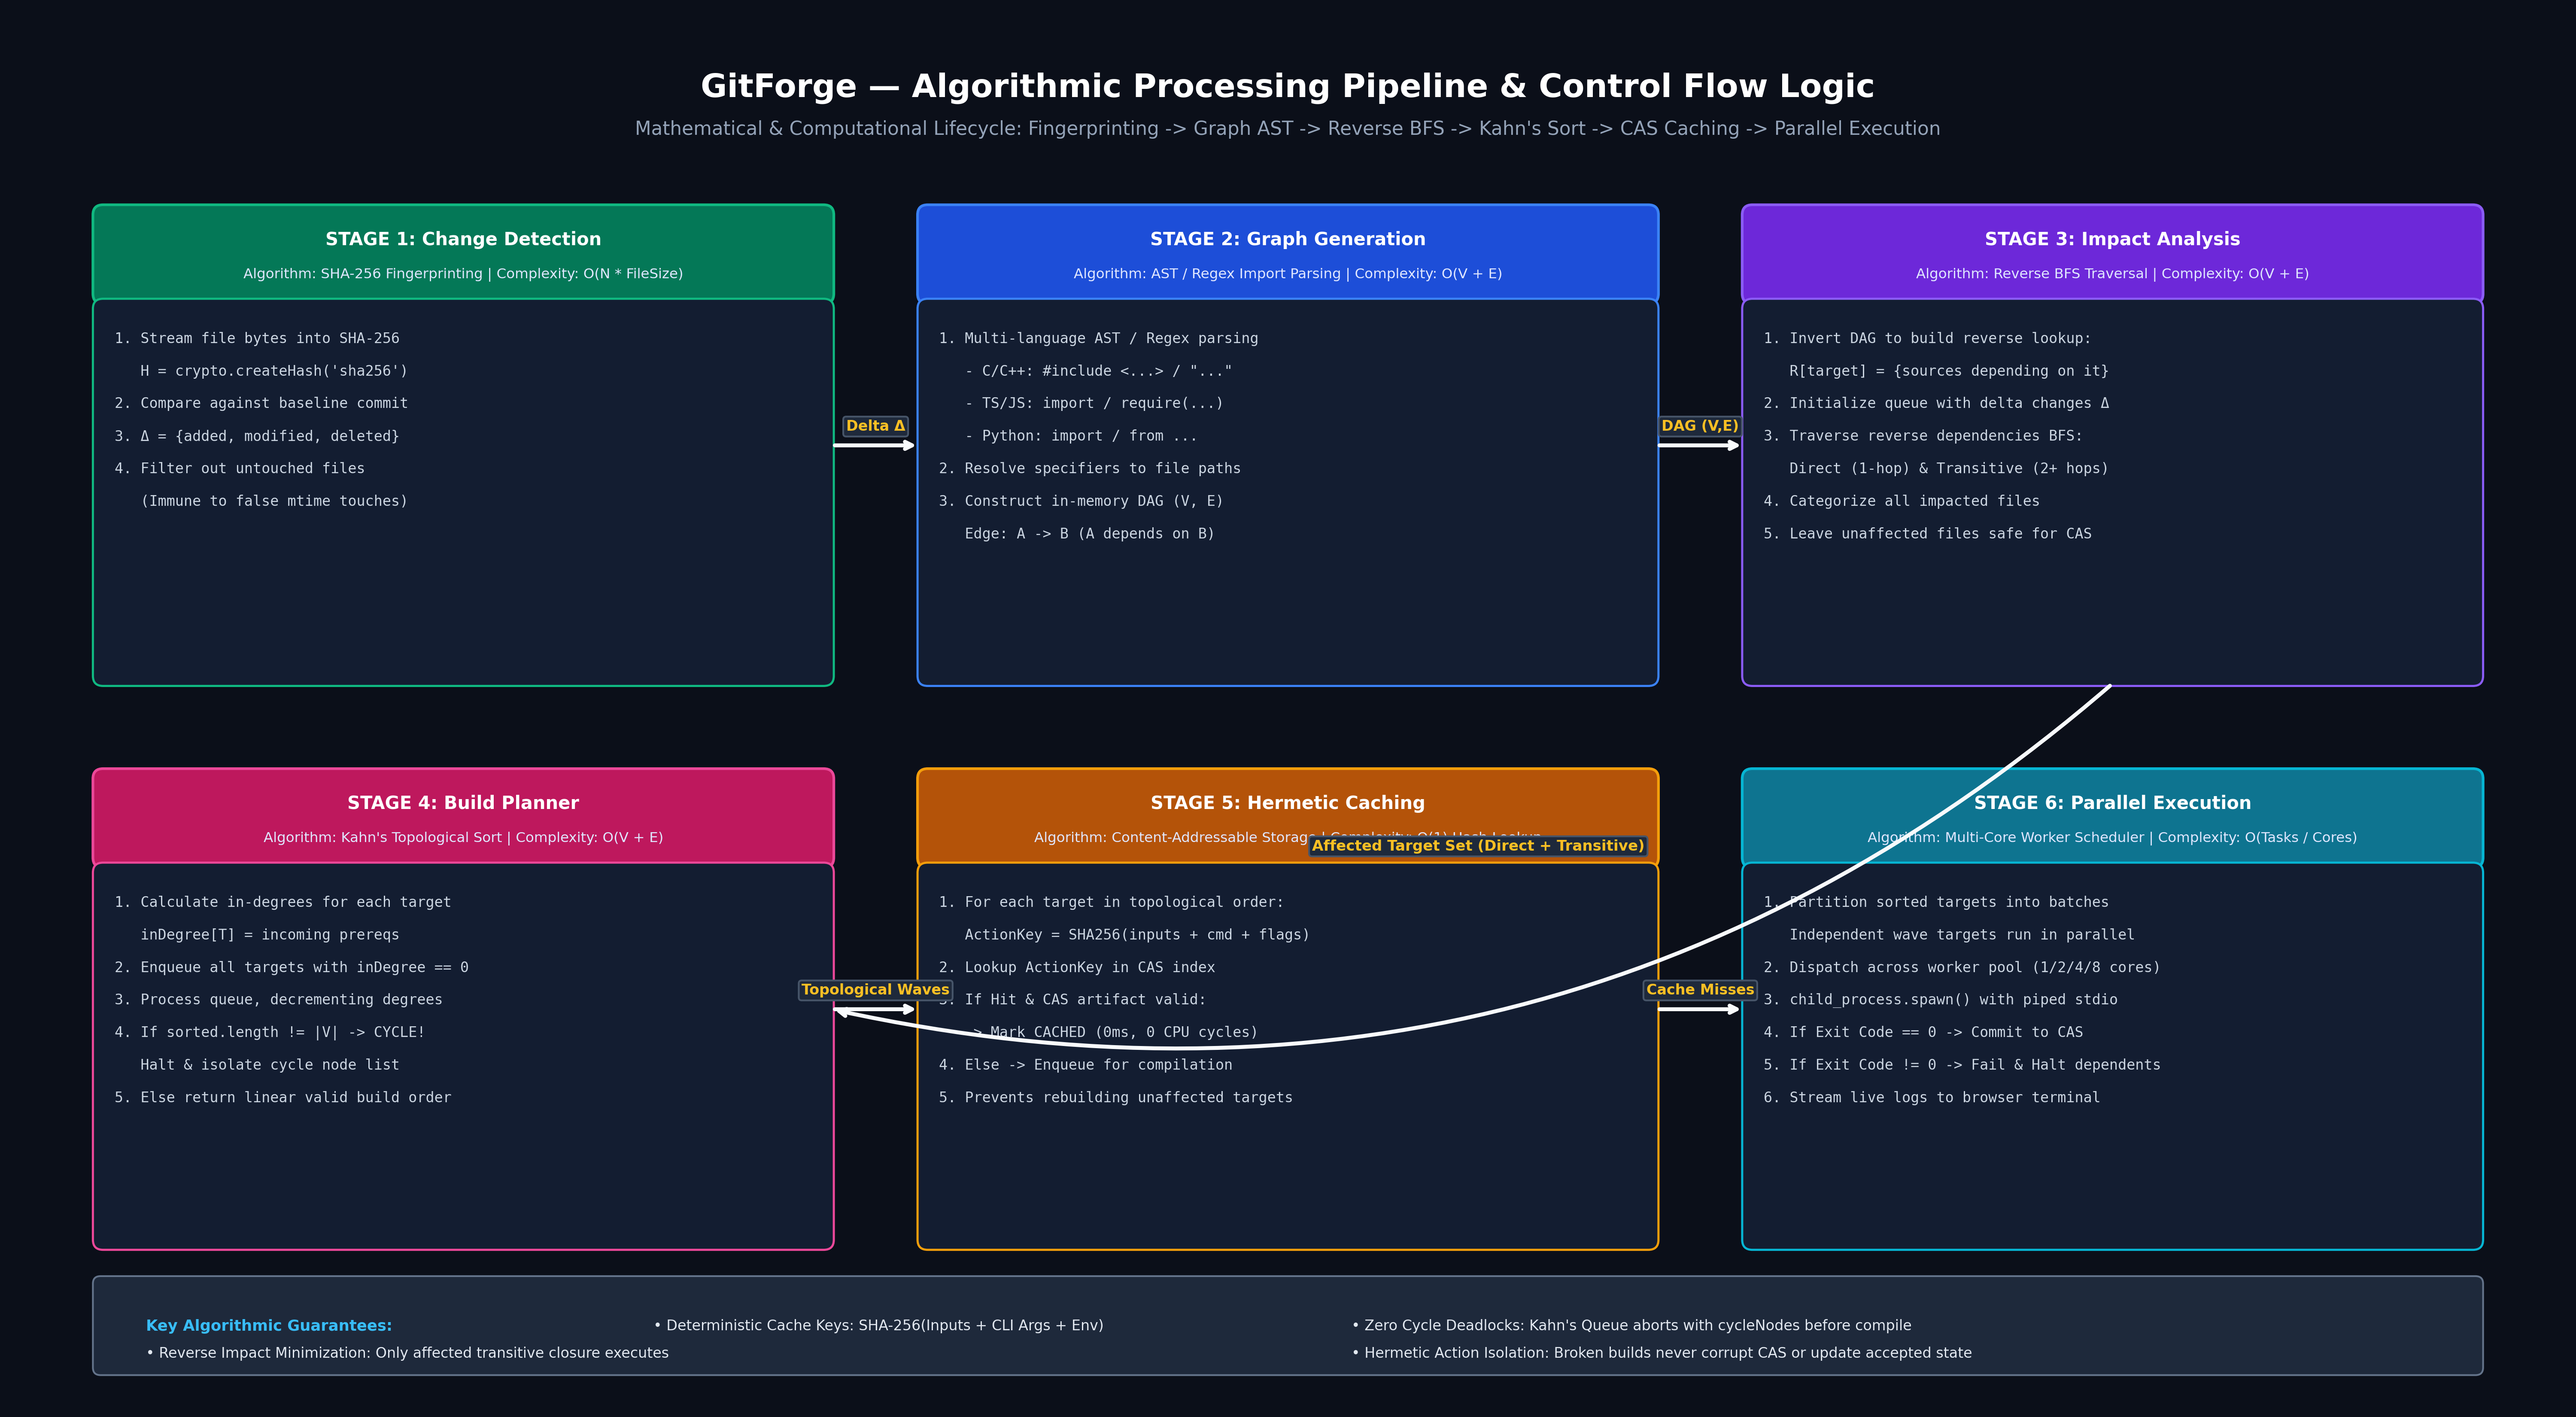 GitForge — Algorithmic Processing Pipeline & Control Flow Logic
Mathematical & Computational Lifecycle: Fingerprinting -> Graph AST -> Reverse BFS -> Kahn's Sort -> CAS Caching -> Parallel Execution
STAGE 1: Change Detection
Algorithm: SHA-256 Fingerprinting | Complexity: O(N * FileSize)
1. Stream file bytes into SHA-256
H = crypto.createHash('sha256')
2. Compare against baseline commit
3. Δ = {added, modified, deleted}
4. Filter out untouched files
(Immune to false mtime touches)
Delta Δ
STAGE 2: Graph Generation
Algorithm: AST / Regex Import Parsing | Complexity: O(V + E)
1. Multi-language AST / Regex parsing
- C/C++: #include <...> / "..."
- TS/JS: import / require(...)
- Python: import / from ...
2. Resolve specifiers to file paths
3. Construct in-memory DAG (V, E)
Edge: A -> B (A depends on B)
DAG (V,E)
STAGE 3: Impact Analysis
Algorithm: Reverse BFS Traversal | Complexity: O(V + E)
1. Invert DAG to build reverse lookup:
R[target] = {sources depending on it}
2. Initialize queue with delta changes Δ
3. Traverse reverse dependencies BFS:
Direct (1-hop) & Transitive (2+ hops)
4. Categorize all impacted files
5. Leave unaffected files safe for CAS
STAGE 4: Build Planner
Algorithm: Kahn's Topological Sort | Complexity: O(V + E)
1. Calculate in-degrees for each target
inDegree[T] = incoming prereqs
2. Enqueue all targets with inDegree == 0
3. Process queue, decrementing degrees
4. If sorted.length != |V| -> CYCLE!
Halt & isolate cycle node list
5. Else return linear valid build order
Topological Waves
STAGE 5: Hermetic Caching
Algorithm: Content-Addressable Storage | Complexity: O(1) Hash Lookup
Affected Target Set (Direct + Transitive)
1. For each target in topological order:
ActionKey = SHA256(inputs + cmd + flags)
2. Lookup ActionKey in CAS index
3. If Hit & CAS artifact valid:
-> Mark CACHED (0ms, 0 CPU cycles)
4. Else -> Enqueue for compilation
5. Prevents rebuilding unaffected targets
Cache Misses
STAGE 6: Parallel Execution
Algorithm: Multi-Core Worker Scheduler | Complexity: O(Tasks / Cores)
1. Partition sorted targets into batches
Independent wave targets run in parallel
2. Dispatch across worker pool (1/2/4/8 cores)
3. child_process.spawn() with piped stdio
4. If Exit Code == 0 -> Commit to CAS
5. If Exit Code != 0 -> Fail & Halt dependents
6. Stream live logs to browser terminal
Key Algorithmic Guarantees:
• Deterministic Cache Keys: SHA-256(Inputs + CLI Args + Env)
• Zero Cycle Deadlocks: Kahn's Queue aborts with cycleNodes before compile
• Reverse Impact Minimization: Only affected transitive closure executes
• Hermetic Action Isolation: Broken builds never corrupt CAS or update accepted state